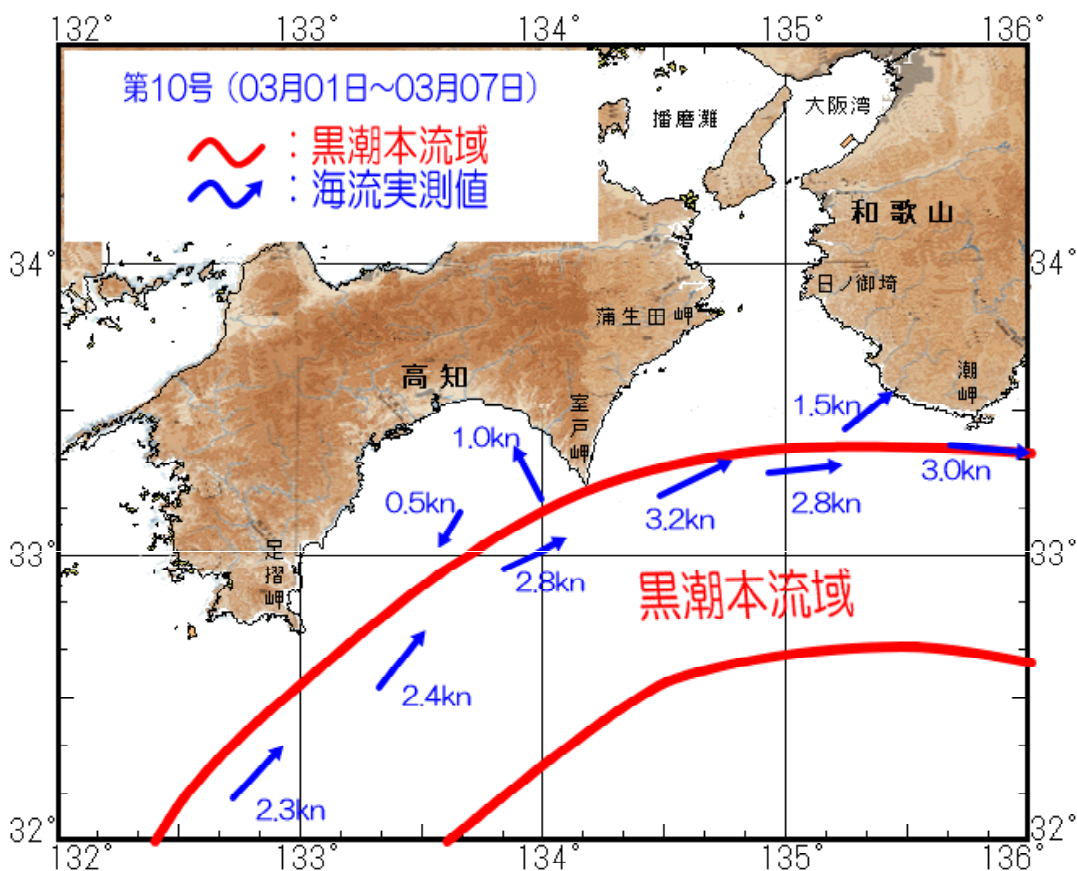 132° 133° 134° 135° 136°
第10号（03月01日～03月07日）
：黒潮本流域
：海流実測値
播磨灘
大阪湾
和歌山
34° 34°
日ノ御埼
蒲生田岬
高知
室戸岬
潮岬
1.5kn
1.0kn
3.0kn
0.5kn
3.2kn
2.8kn
33° 33°
足摺岬
2.8kn
黒潮本流域
2.4kn
2.3kn
32° 32°
132° 133° 134° 135° 136°